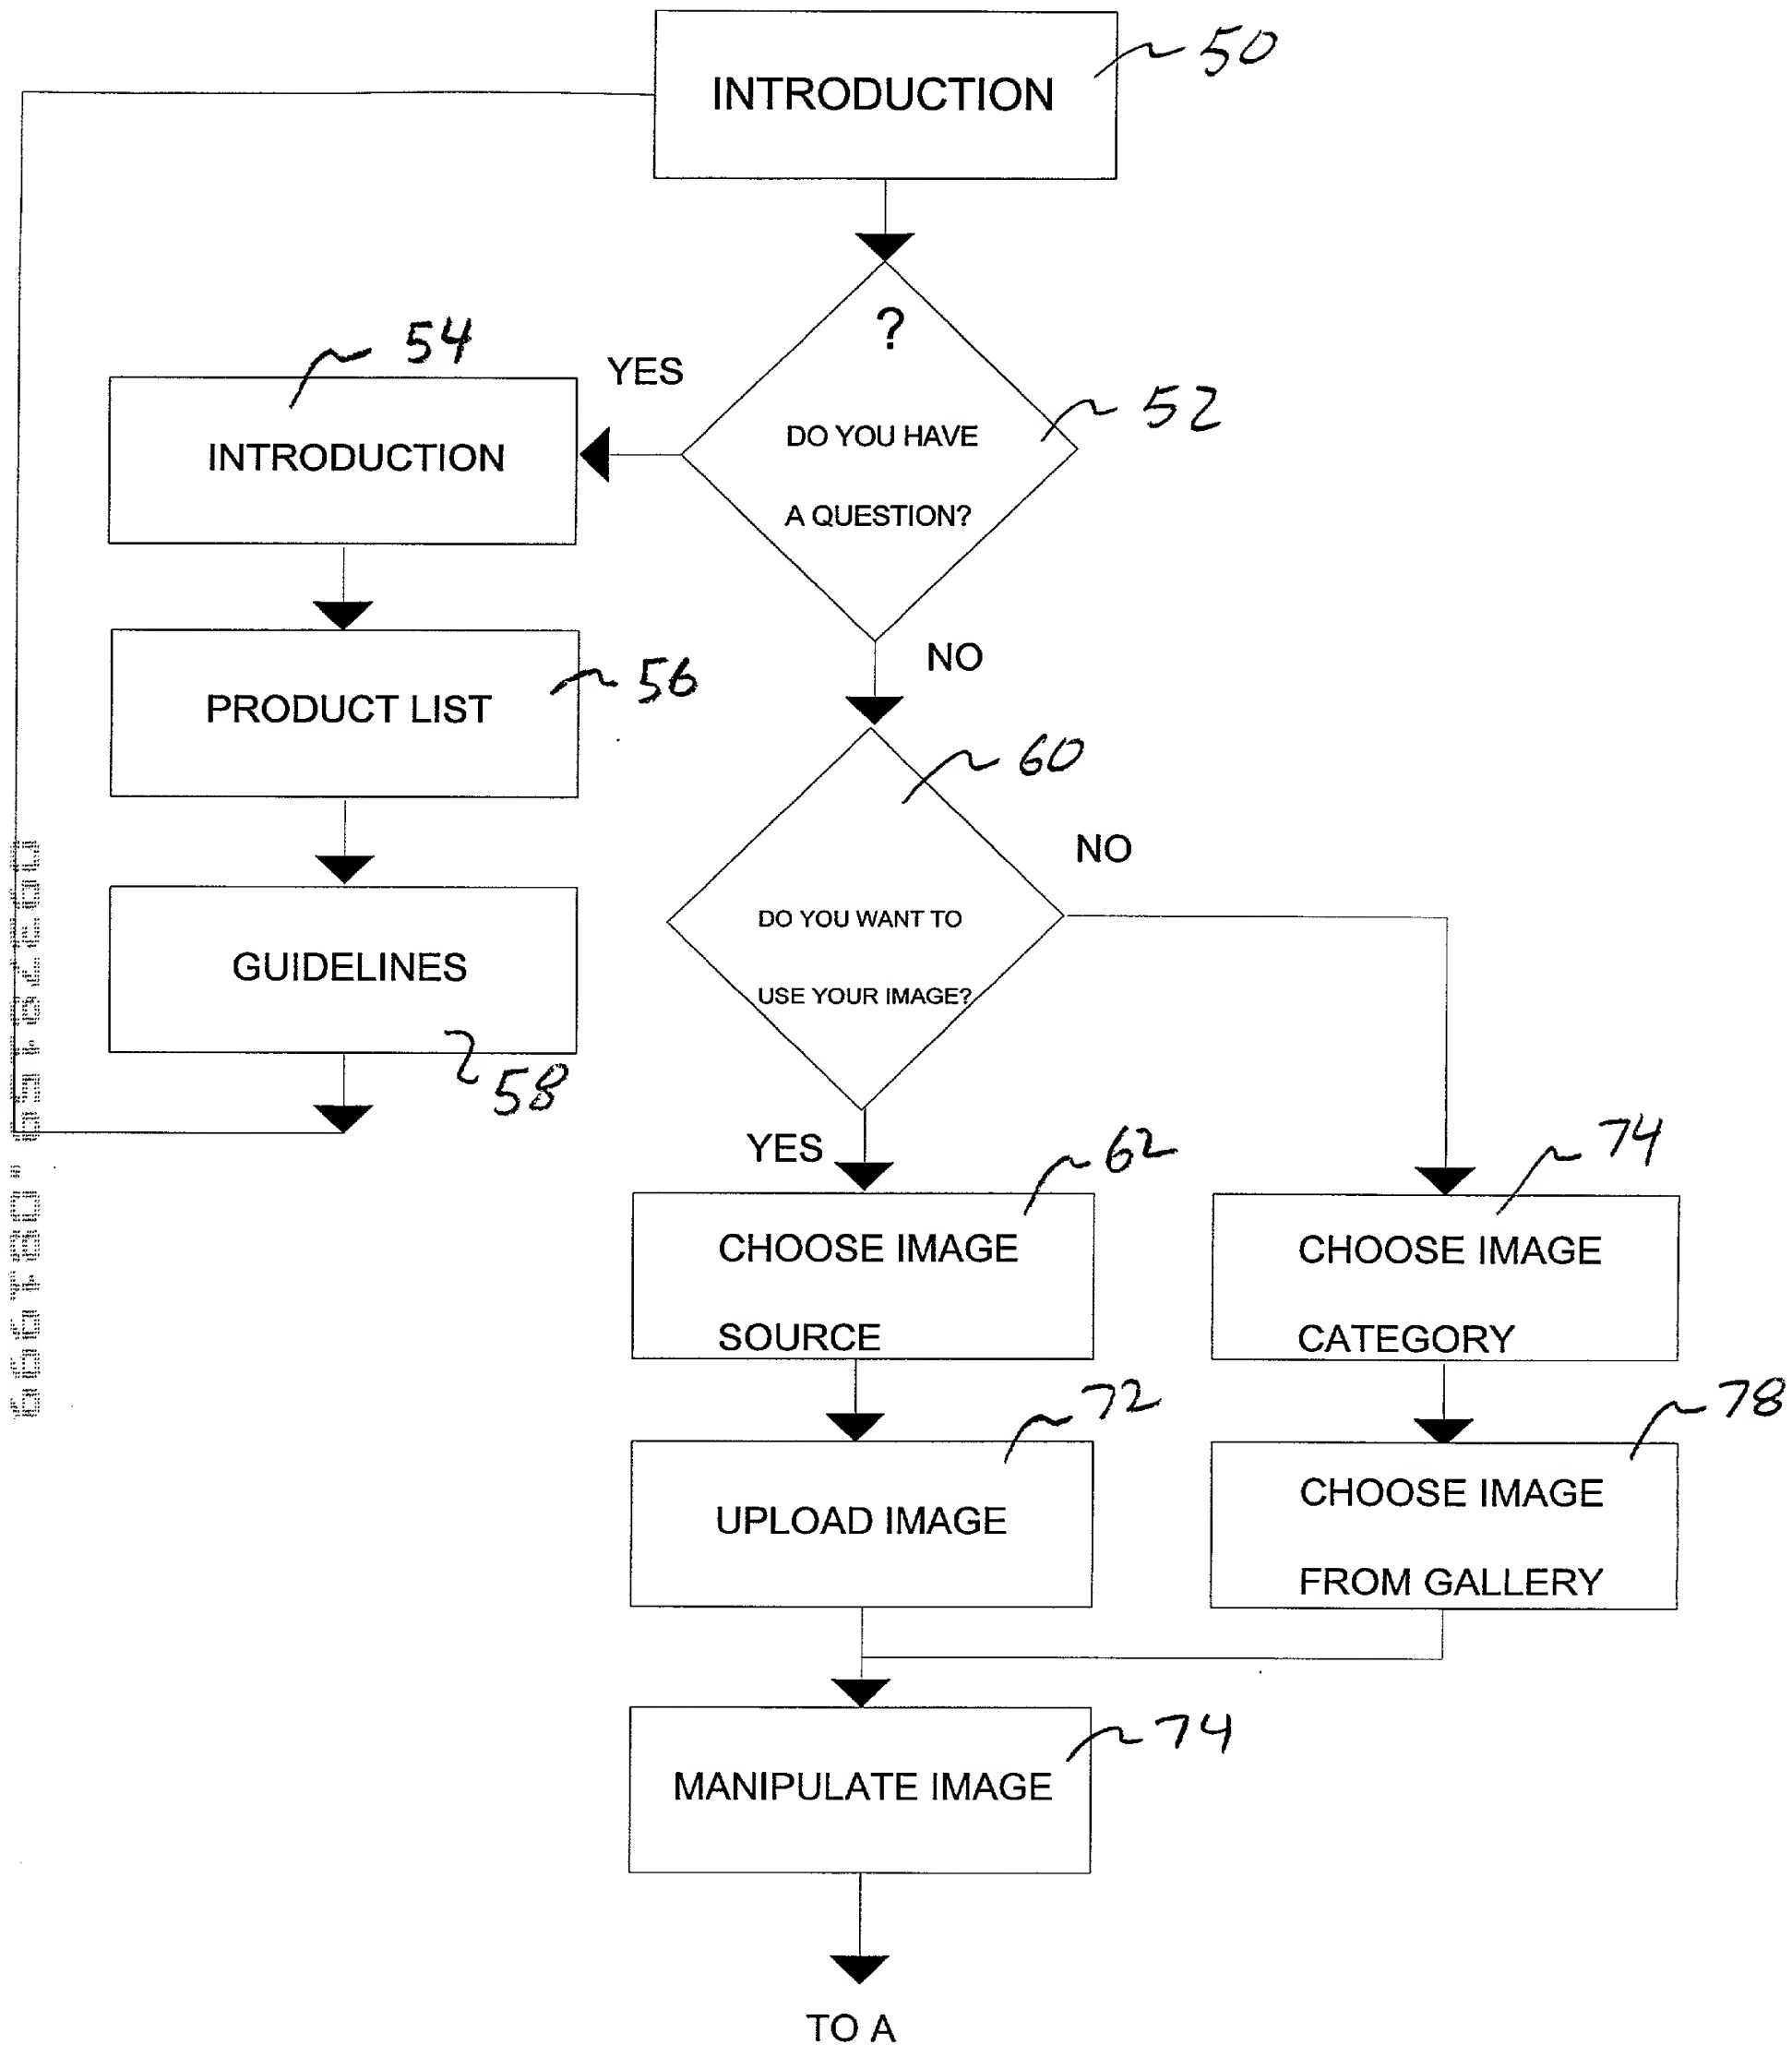 INTRODUCTION
50
?
DO YOU HAVE
A QUESTION?
52
YES
54
INTRODUCTION
PRODUCT LIST
56
GUIDELINES
58
NO
60
DO YOU WANT TO
USE YOUR IMAGE?
NO
YES
62
CHOOSE IMAGE
SOURCE
74
CHOOSE IMAGE
CATEGORY
72
UPLOAD IMAGE
78
CHOOSE IMAGE
FROM GALLERY
74
MANIPULATE IMAGE
TO A